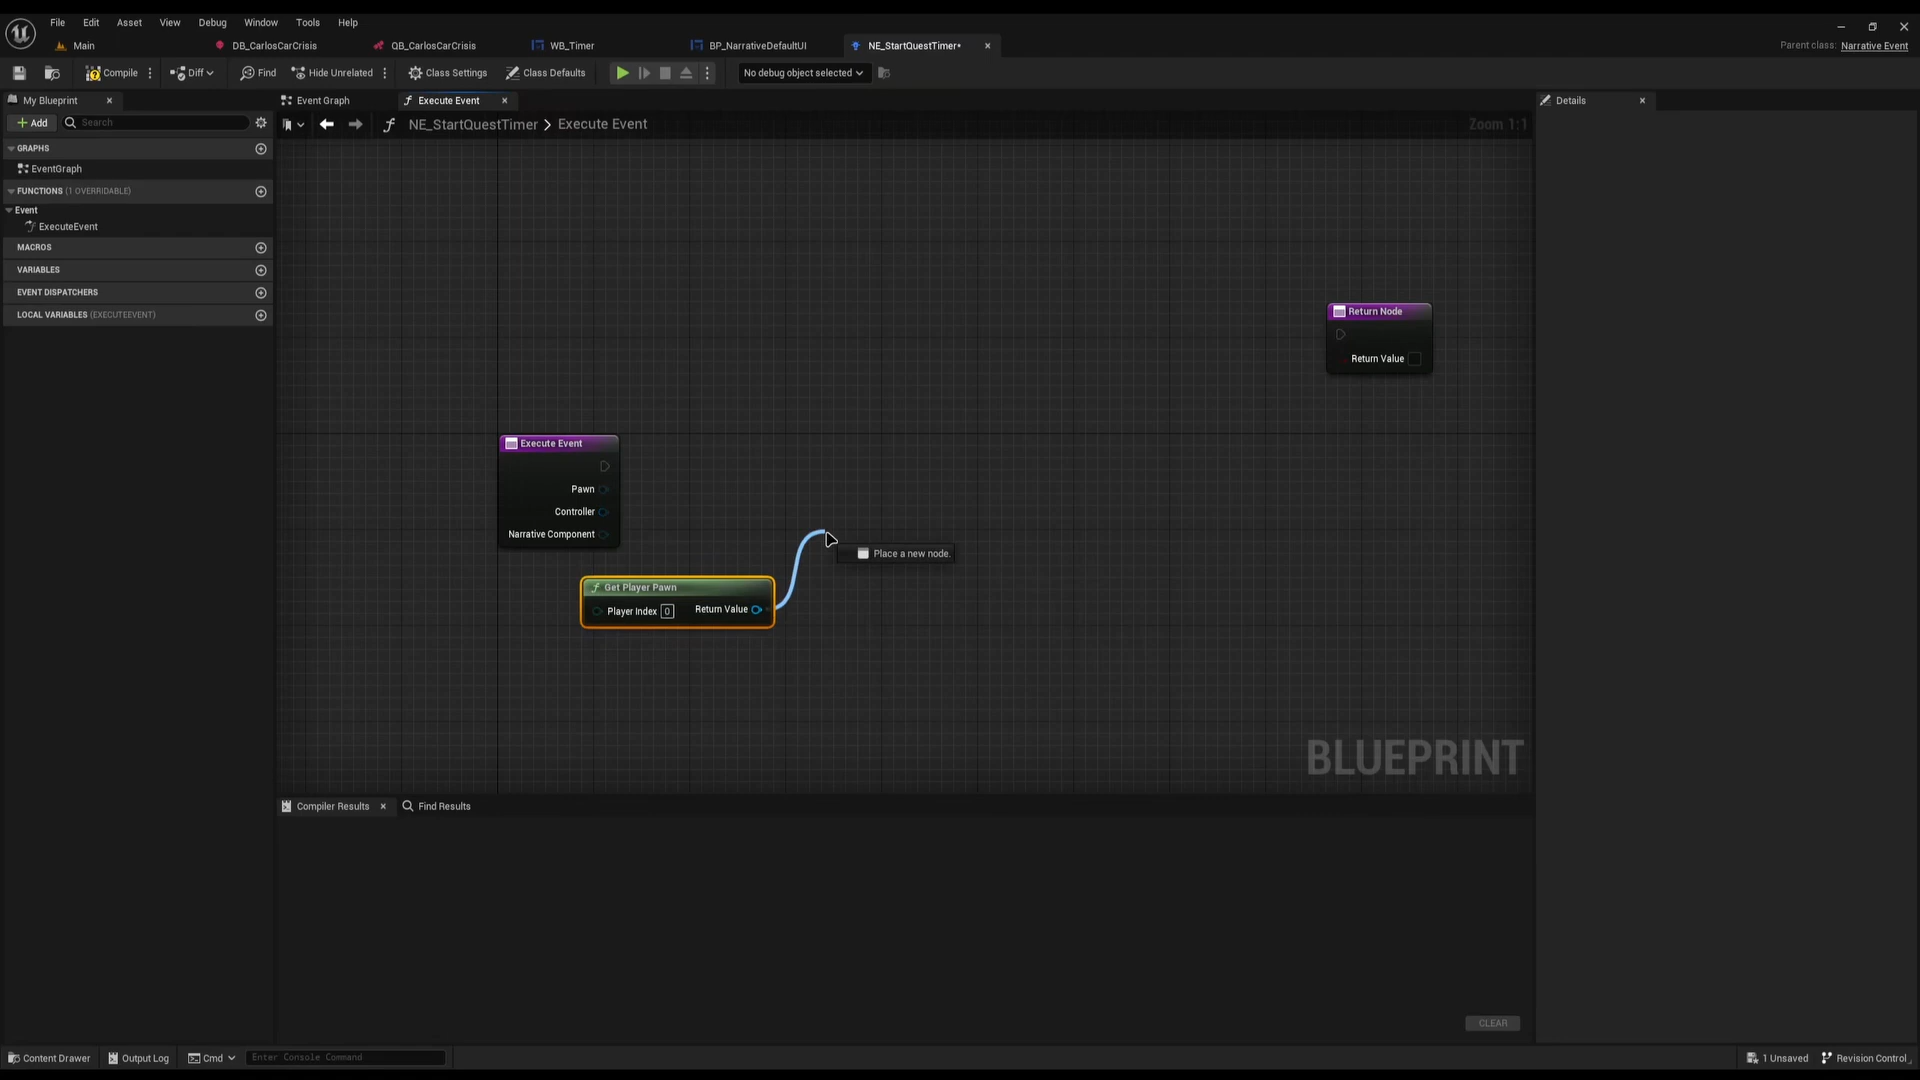 File Edit Asset View Debug Window Tools Help
Main DB_CarlosCarCrisis QB_CarlosCarCrisis WB_Timer BP_NarrativeDefaultUI NE_StartQuestTimer•
Parent class: Narrative Event
Compile Diff Find Hide Unrelated Class Settings Class Defaults No debug object selected
My Blueprint Event Graph Execute Event Details
Add Search
NE_StartQuestTimer > Execute Event Zoom 1:1
GRAPHS
EventGraph
FUNCTIONS (1 OVERRIDABLE)
Event
ExecuteEvent
MACROS
VARIABLES
EVENT DISPATCHERS
LOCAL VARIABLES (EXECUTEEVENT)
Return Node
Return Value
Execute Event
Pawn
Controller
Narrative Component
Place a new node.
Get Player Pawn
Player Index 0 Return Value
BLUEPRINT
Compiler Results Find Results
CLEAR
Content Drawer Output Log Cmd Enter Console Command 1 Unsaved Revision Control